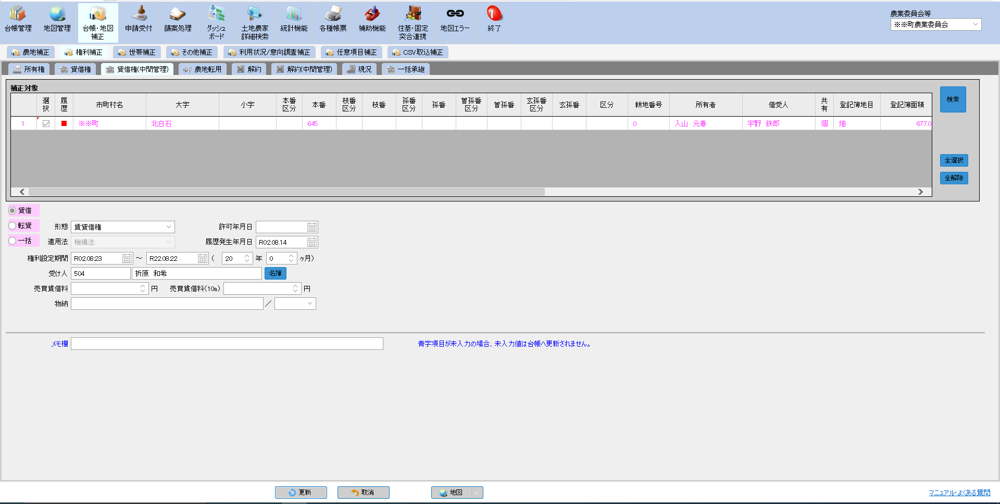 台帳管理
地図管理
台帳・地図
補正
申請受付
議案処理
ダッシュ
ボード
土地農家
詳細検索
統計機能
各種帳票
補助機能
住基・固定
突合連携
地図エラー
終了
農業委員会等
※※町農業委員会
農地補正 権利補正 世帯補正 その他補正 利用状況/意向調査補正 任意項目補正 CSV取込補正
所有権 貸借権 貸借権(中間管理) 農地転用 解約 解約(中間管理) 現況 一括承継
補正対象
選択 履歴 市町村名 大字 小字 本番区分 本番 枝番区分 枝番 孫番区分 孫番 曽孫番区分 曽孫番 玄孫番区分 玄孫番 区分 耕地番号 所有者 借受人 共有 登記簿地目 登記簿面積
1 ※※町 北白石 645 0 入山 元春 宇野 鉄郎 個 畑 677.0
検索
全選択
全解除
貸借
転貸
一括
形態 賃貸借権 許可年月日
適用法 機構法 履歴発生年月日 R02.08.14
権利設定期間 R02.08.23 ～ R22.08.22 ( 20 年 0 ヶ月)
受け人 504 折原 和希 名簿
売買賃借料 円 売買賃借料(10a) 円
物納 ／
メモ欄 青字項目が未入力の場合、未入力値は台帳へ更新されません。
更新 取消 地図 マニュアル・よくある質問